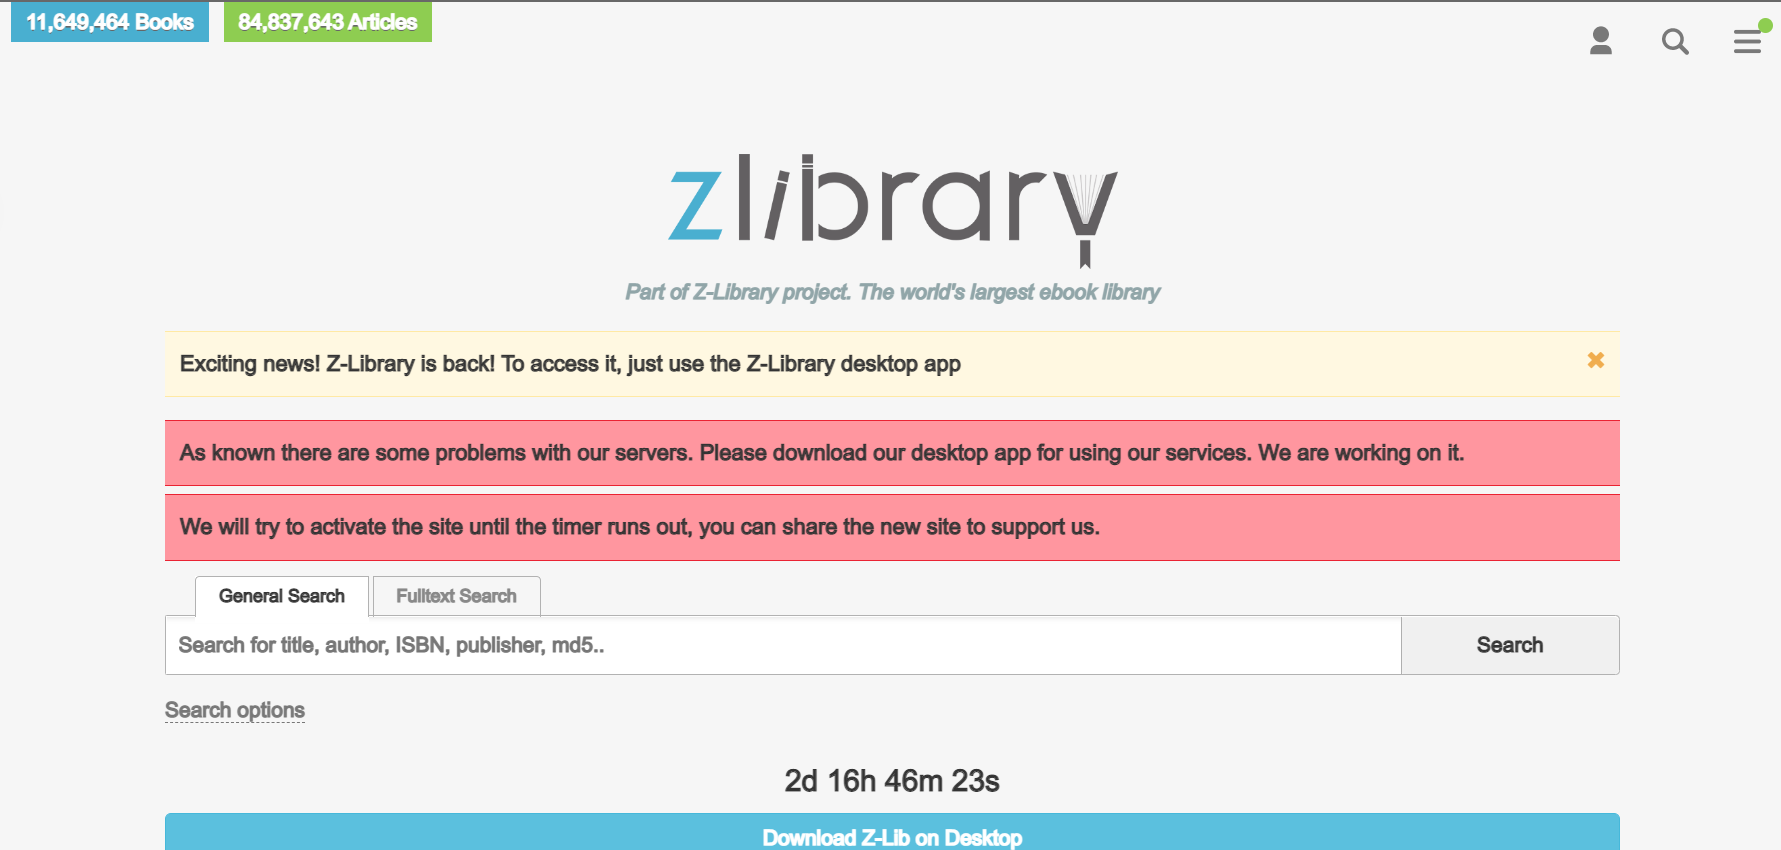 11,649,464 Books
84,837,643 Articles
zlibrary
Part of Z-Library project. The world's largest ebook library
Exciting news! Z-Library is back! To access it, just use the Z-Library desktop app
As known there are some problems with our servers. Please download our desktop app for using our services. We are working on it.
We will try to activate the site until the timer runs out, you can share the new site to support us.
General Search
Fulltext Search
Search for title, author, ISBN, publisher, md5..
Search
Search options
2d 16h 46m 23s
Download Z-Lib on Desktop